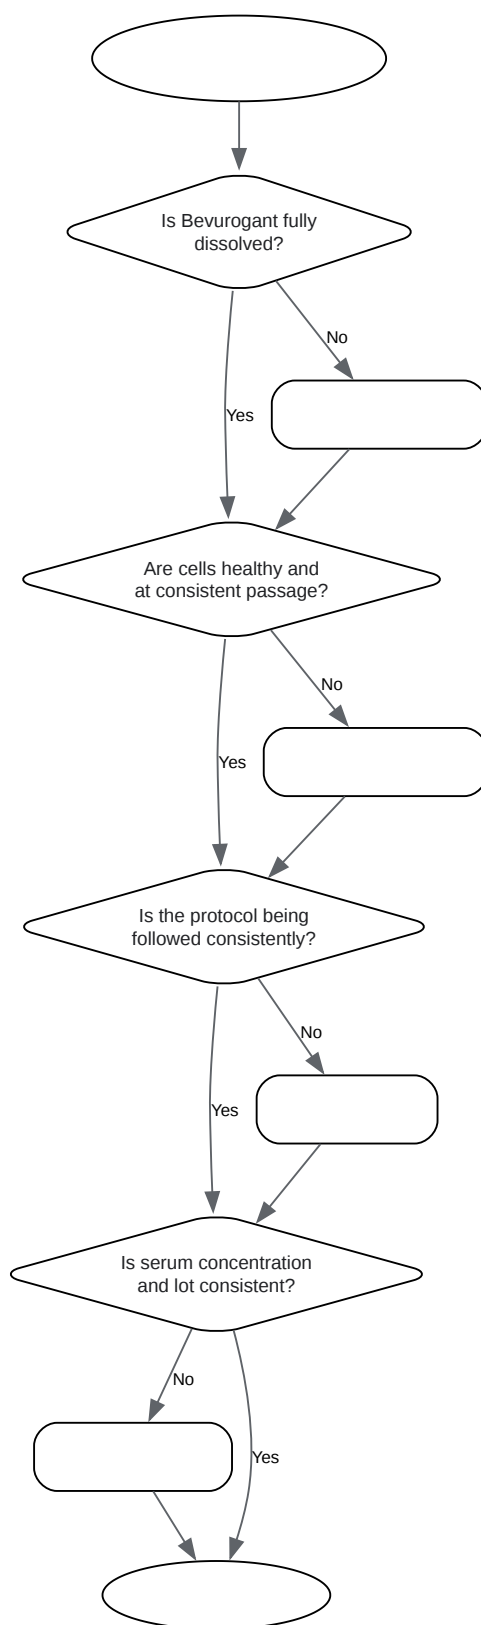 Is Bevurogant fully
dissolved?
No
Yes
Are cells healthy and
at consistent passage?
No
Yes
Is the protocol being
followed consistently?
No
Yes
Is serum concentration
and lot consistent?
No
Yes